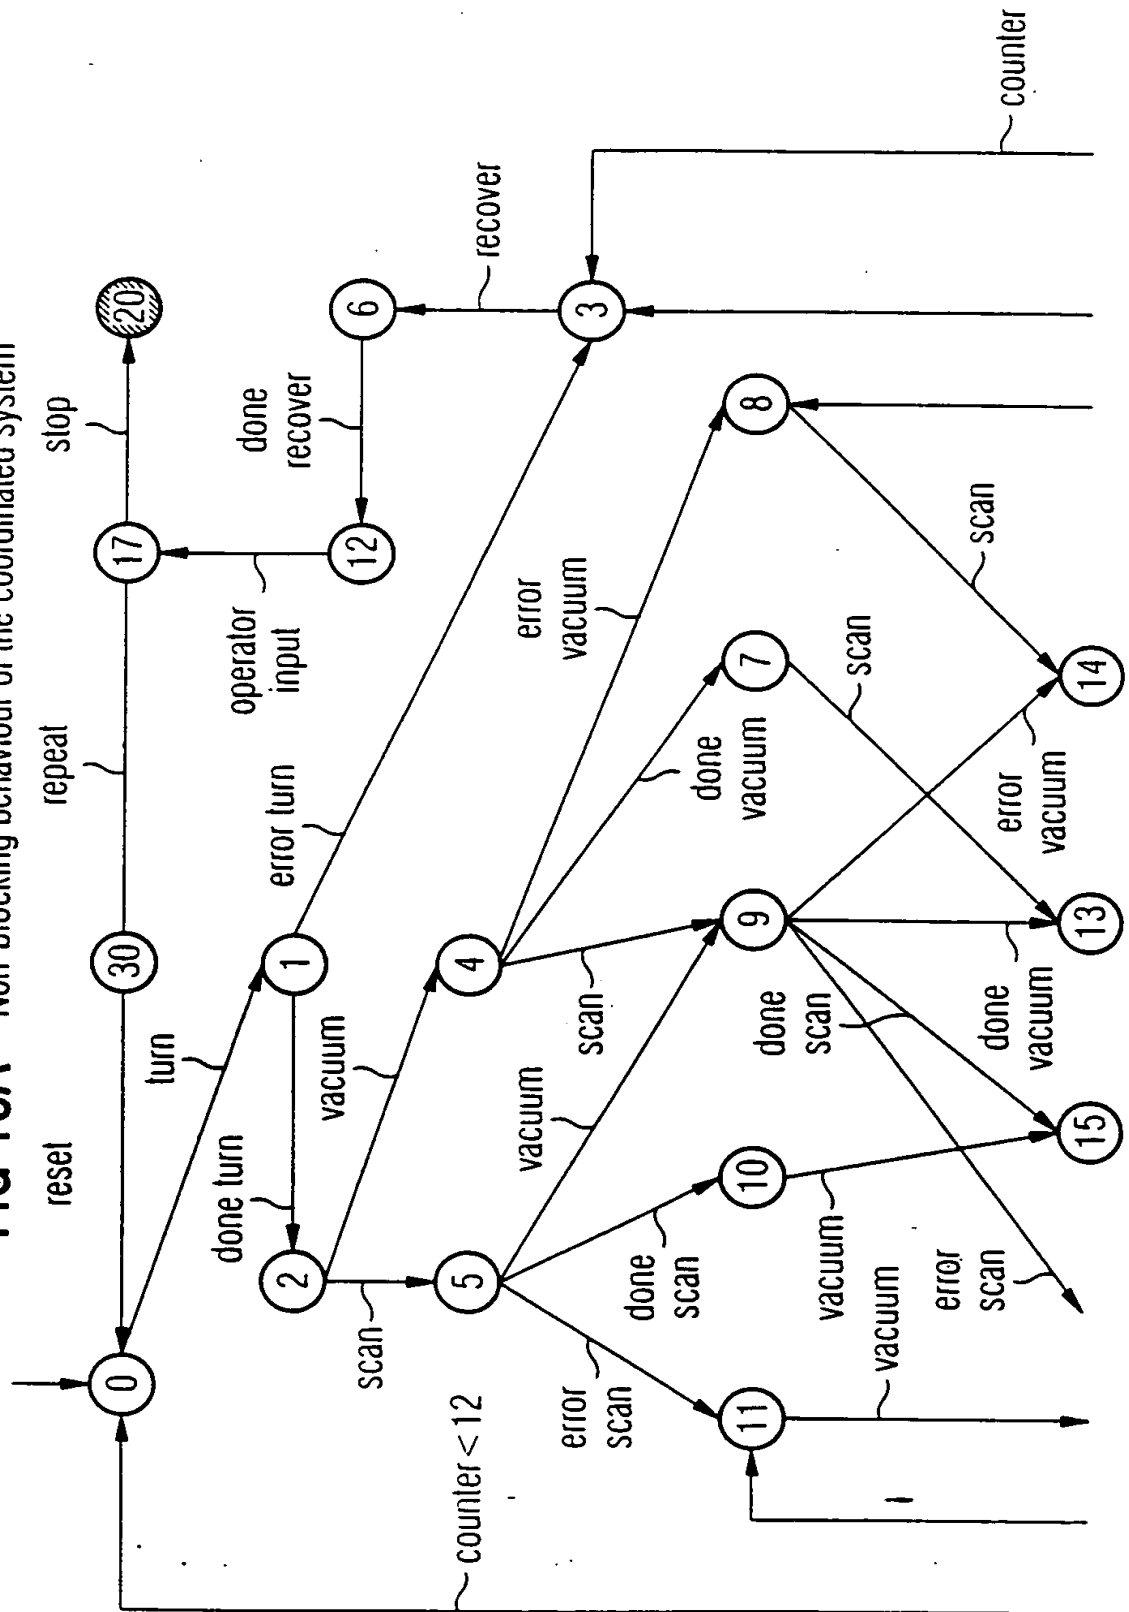 Non blocking behaviour of the coordinated system
reset
repeat
stop
0
30
17
20
turn
done turn
error turn
operator
input
done
recover
2
1
12
6
vacuum
scan
recover
counter < 12
5
4
3
error
scan
done
scan
vacuum
scan
error
vacuum
done
vacuum
11
10
9
7
8
vacuum
vacuum
error
scan
done
scan
done
vacuum
error
vacuum
scan
scan
counter
15
13
14